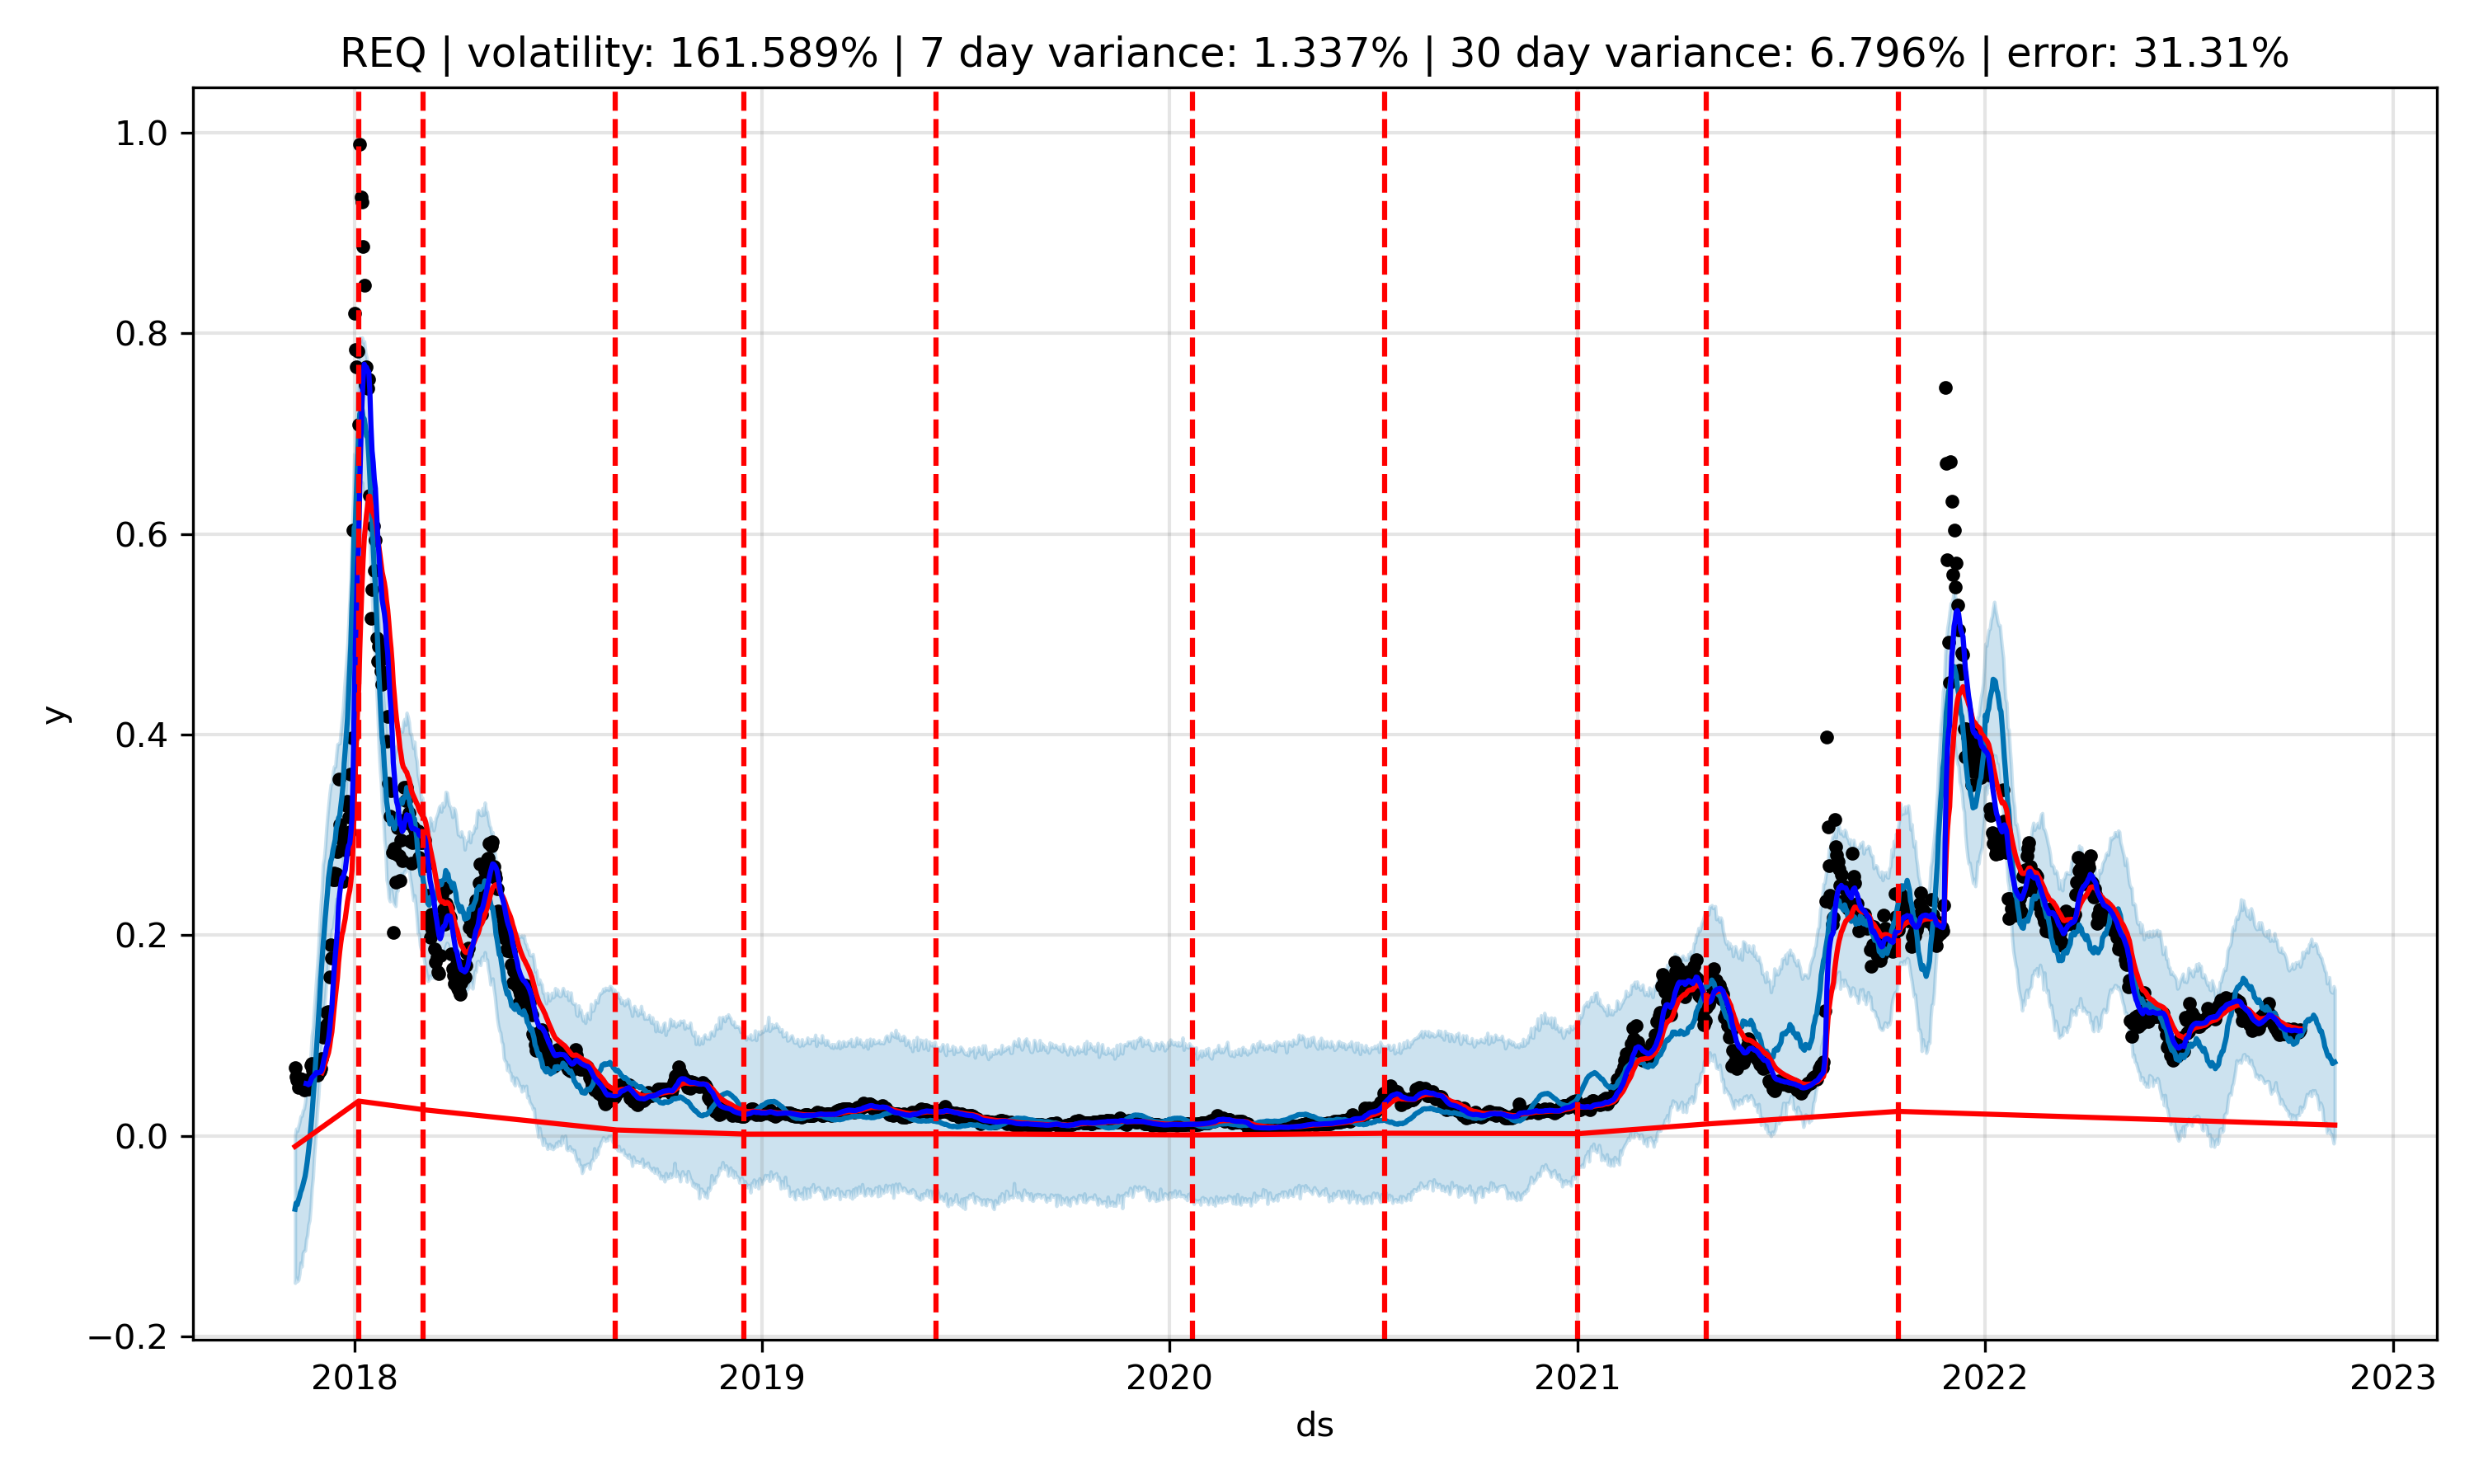 REQ | volatility: 161.589% | 7 day variance: 1.337% | 30 day variance: 6.796% | error: 31.31%
1.0
0.8
0.6
0.4
0.2
0.0
−0.2
y
2018 2019 2020 2021 2022 2023
ds